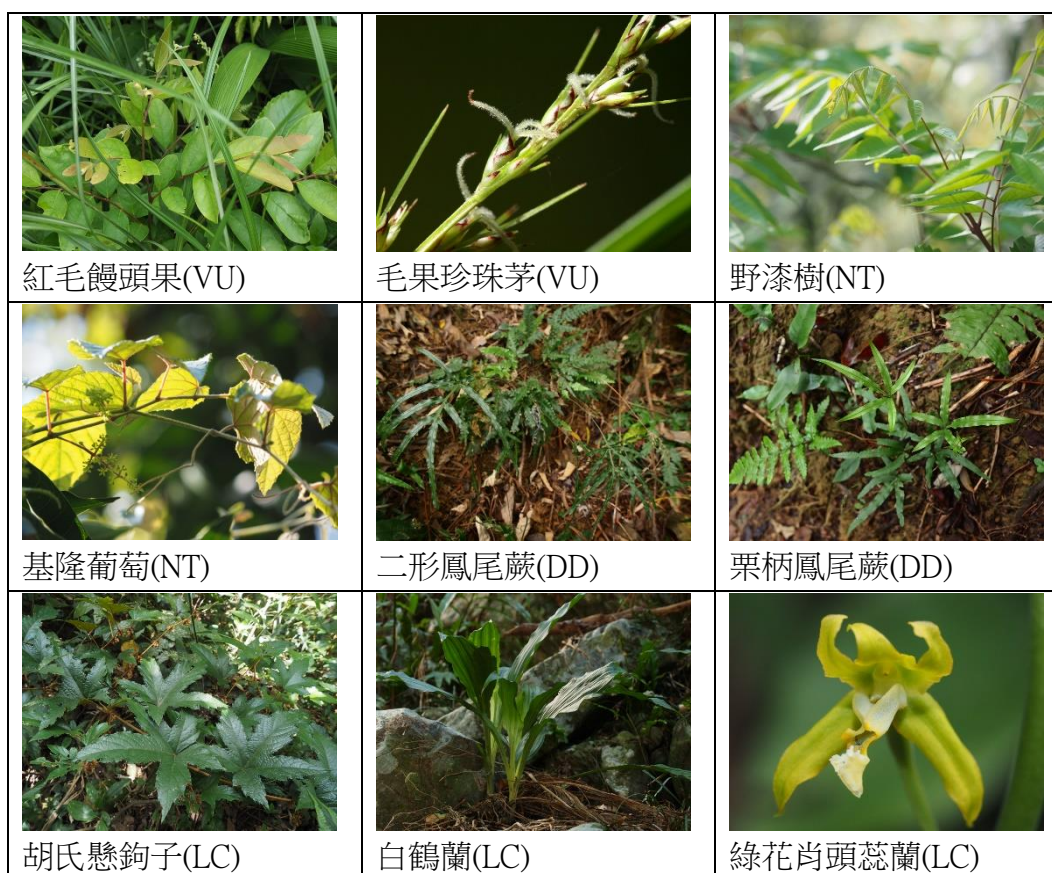 紅毛饅頭果(VU)
毛果珍珠茅(VU)
野漆樹(NT)
基隆葡萄(NT)
二形鳳尾蕨(DD)
栗柄鳳尾蕨(DD)
胡氏懸鉤子(LC)
白鶴蘭(LC)
綠花肖頭蕊蘭(LC)